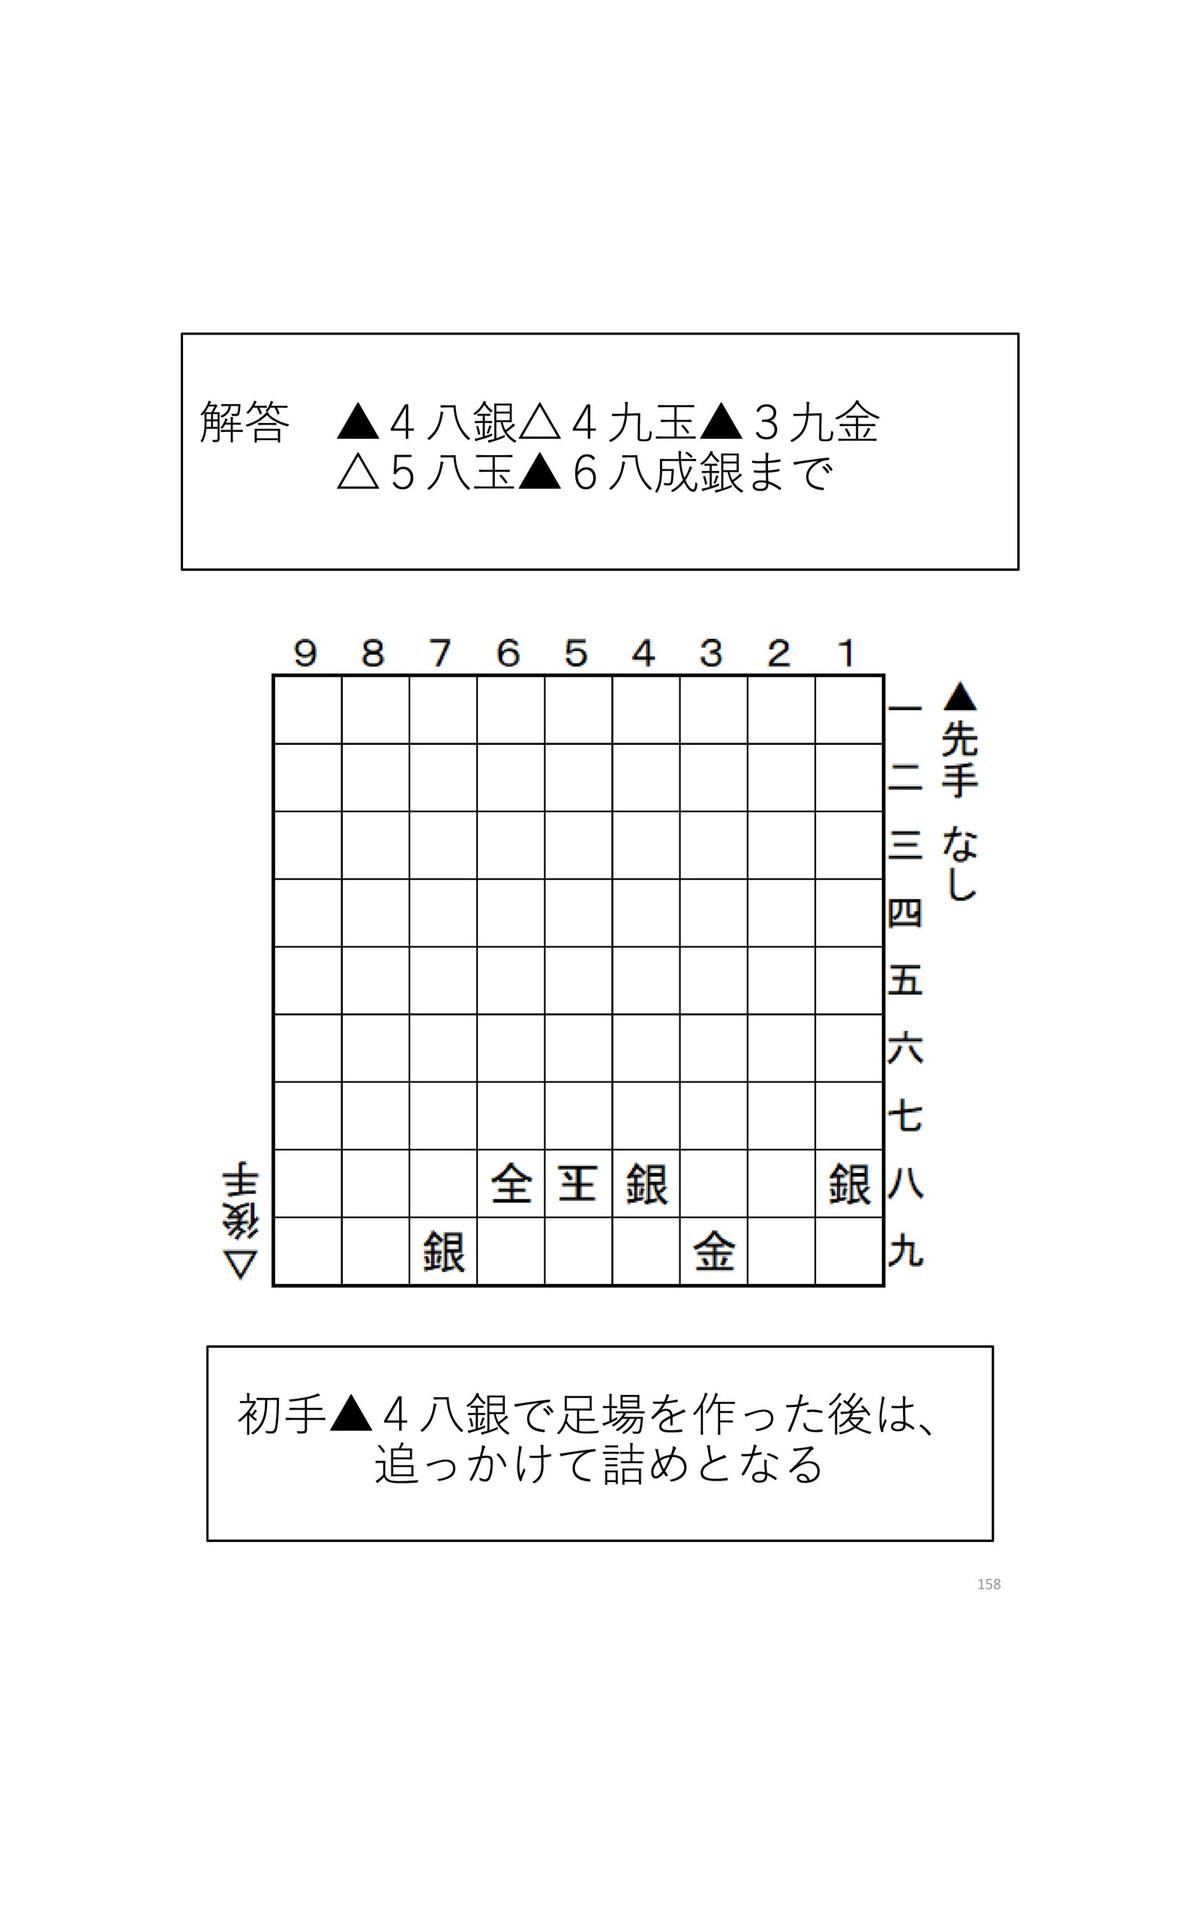 解答　▲４八銀△４九玉▲３九金
△５八玉▲６八成銀まで
９ ８ ７ ６ ５ ４ ３ ２ １
一
二
三
四
五
六
七
全 王 銀 銀 八
銀 金 九
▲先手 なし
△後手
初手▲４八銀で足場を作った後は、
追っかけて詰めとなる
158